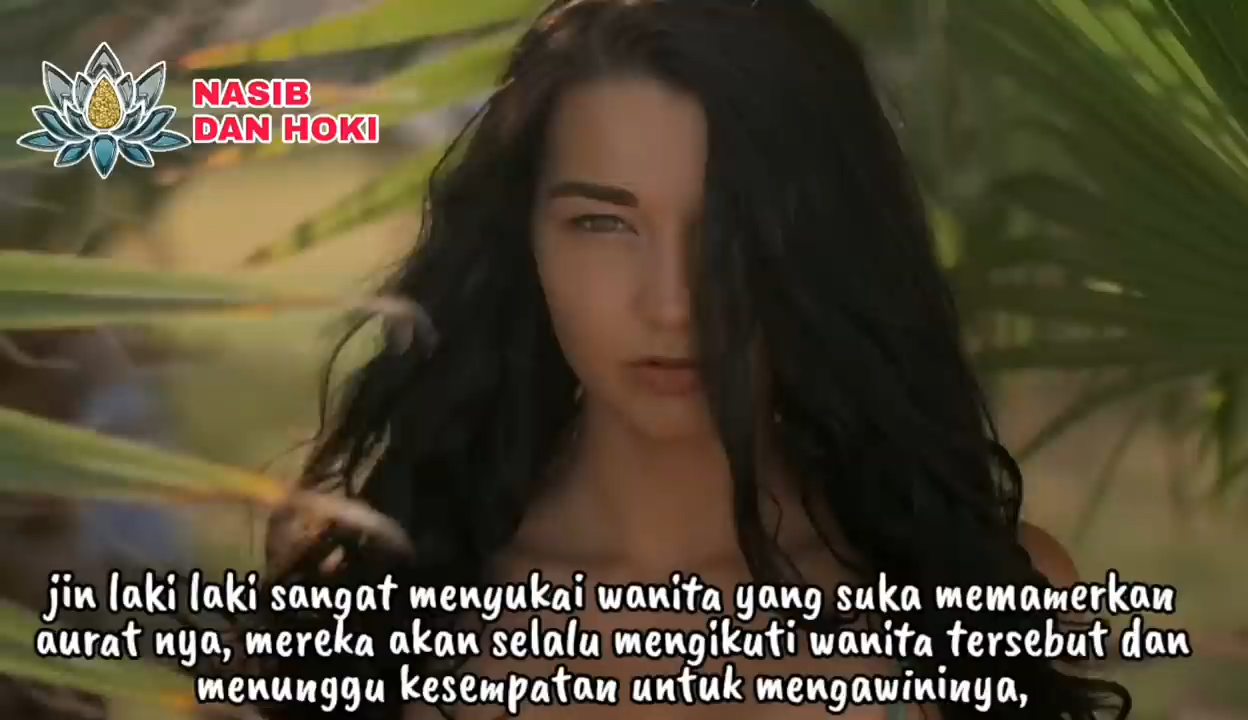 NASIB
DAN HOKI
jin laki laki sangat menyukai wanita yang suka memamerkan
aurat nya, mereka akan selalu mengikuti wanita tersebut dan
menunggu kesempatan untuk mengawininya,